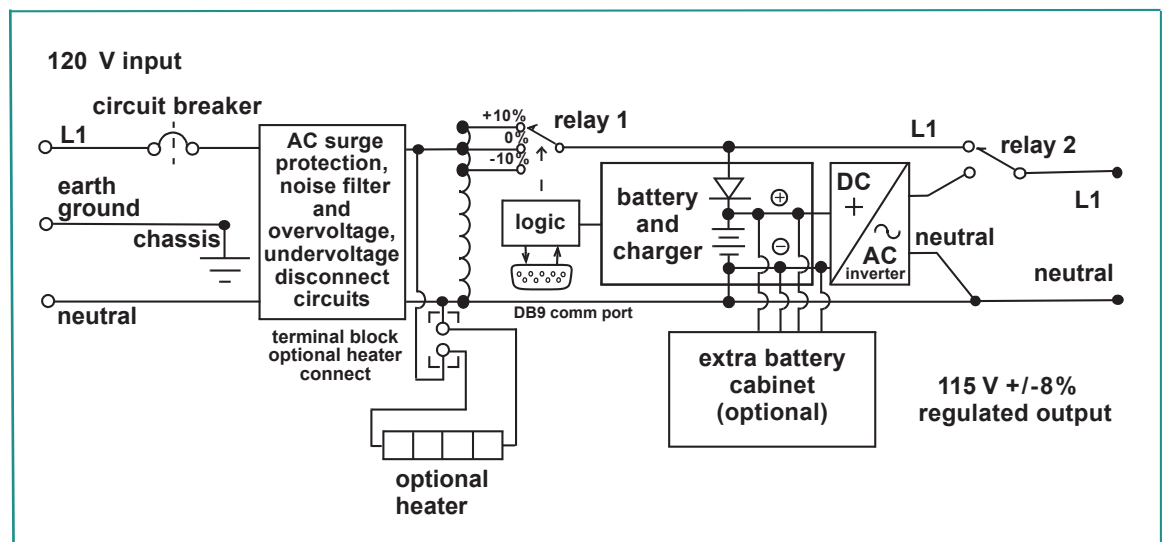 120 V input
circuit breaker
L1
earth
ground
chassis
neutral
AC surge
protection,
noise filter
and
overvoltage,
undervoltage
disconnect
circuits
terminal block
optional heater
connect
optional
heater
+10%
0%
-10%
relay 1
I
logic
DB9 comm port
battery
and
charger
+
−
extra battery
cabinet
(optional)
DC
+
AC
inverter
L1
relay 2
L1
neutral
neutral
115 V +/-8%
regulated output